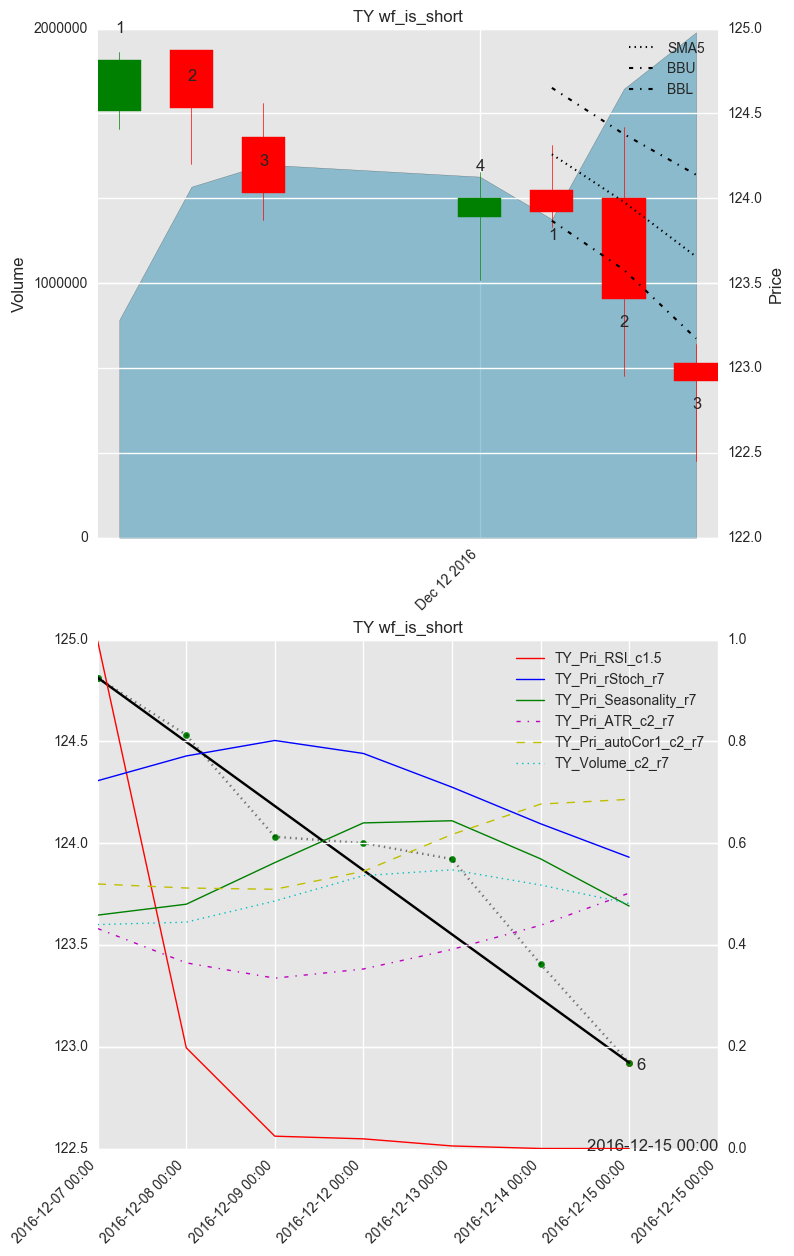 TY wf_is_short
2000000
1000000
0
Volume
125.0
124.5
124.0
123.5
123.0
122.5
122.0
Price
SMA5
BBU
BBL
1
2
3
4
1
2
3
Dec 12 2016
TY wf_is_short
125.0
124.5
124.0
123.5
123.0
122.5
1.0
0.8
0.6
0.4
0.2
0.0
TY_Pri_RSI_c1.5
TY_Pri_rStoch_r7
TY_Pri_Seasonality_r7
TY_Pri_ATR_c2_r7
TY_Pri_autoCor1_c2_r7
TY_Volume_c2_r7
6
2016-12-15 00:00
2016-12-07 00:00
2016-12-08 00:00
2016-12-09 00:00
2016-12-12 00:00
2016-12-13 00:00
2016-12-14 00:00
2016-12-15 00:00
2016-12-15 00:00